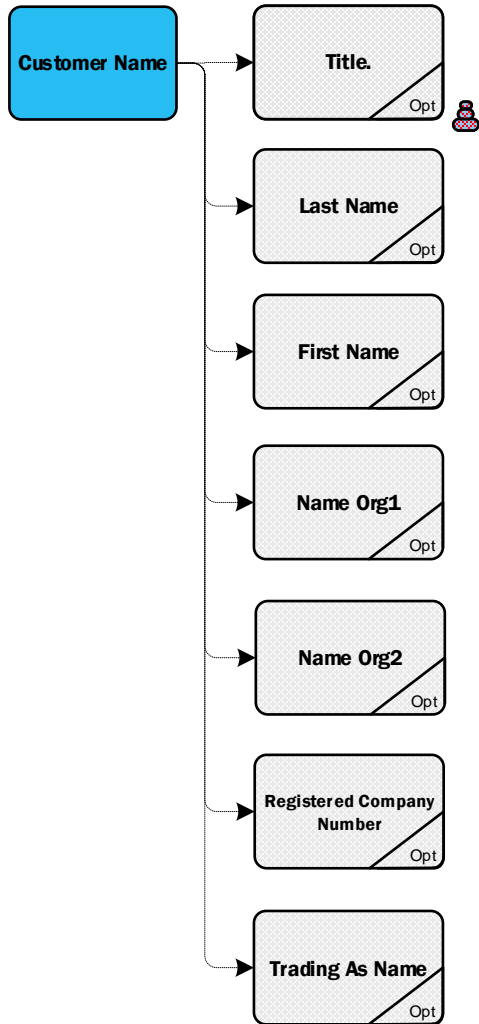 Customer Name
Title.
Opt
Last Name
Opt
First Name
Opt
Name Org1
Opt
Name Org2
Opt
Registered Company
Number
Opt
Trading As Name
Opt